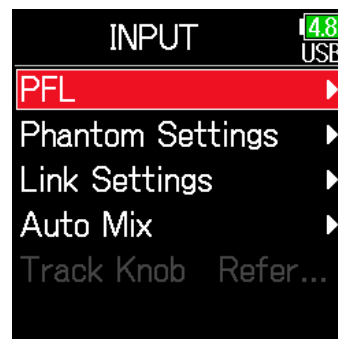 INPUT 4.8
USB
PFL
Phantom Settings
Link Settings
Auto Mix
Track Knob Refer...